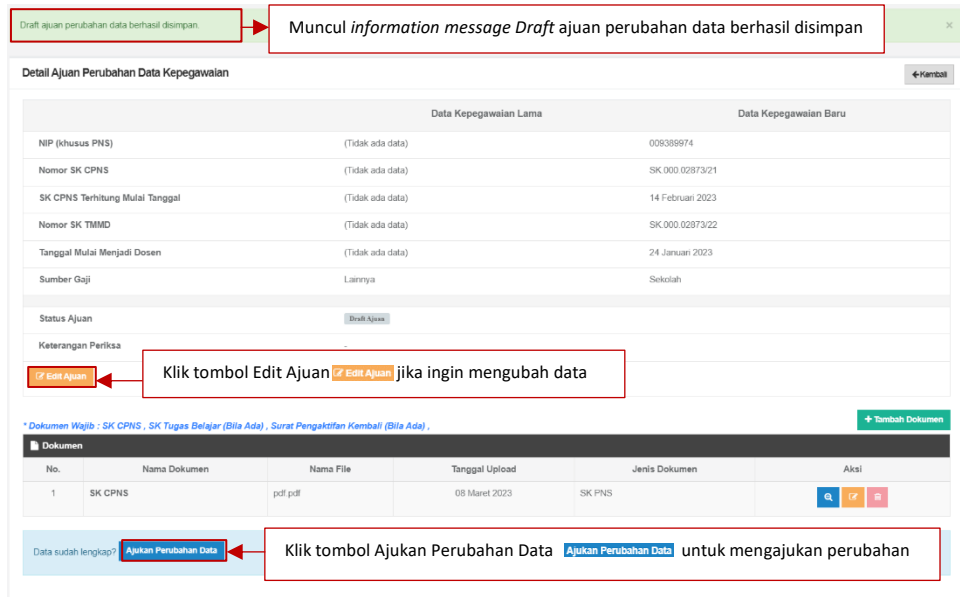 Draft ajuan perubahan data berhasil disimpan.
Muncul information message Draft ajuan perubahan data berhasil disimpan
×
Detail Ajuan Perubahan Data Kepegawaian
Kembali
Data Kepegawaian Lama Data Kepegawaian Baru
NIP (khusus PNS) (Tidak ada data) 009389974
Nomor SK CPNS (Tidak ada data) SK.000.02873/21
SK CPNS Terhitung Mulai Tanggal (Tidak ada data) 14 Februari 2023
Nomor SK TMMD (Tidak ada data) SK.000.02873/22
Tanggal Mulai Menjadi Dosen (Tidak ada data) 24 Januari 2023
Sumber Gaji Lainnya Sekolah
Status Ajuan Draft Ajuan
Keterangan Periksa -
Edit Ajuan
Klik tombol Edit Ajuan Edit Ajuan jika ingin mengubah data
+ Tambah Dokumen
* Dokumen Wajib : SK CPNS , SK Tugas Belajar (Bila Ada) , Surat Pengaktifan Kembali (Bila Ada) ,
Dokumen
No. Nama Dokumen Nama File Tanggal Upload Jenis Dokumen Aksi
1 SK CPNS pdf.pdf 08 Maret 2023 SK PNS
Data sudah lengkap? Ajukan Perubahan Data
Klik tombol Ajukan Perubahan Data Ajukan Perubahan Data untuk mengajukan perubahan